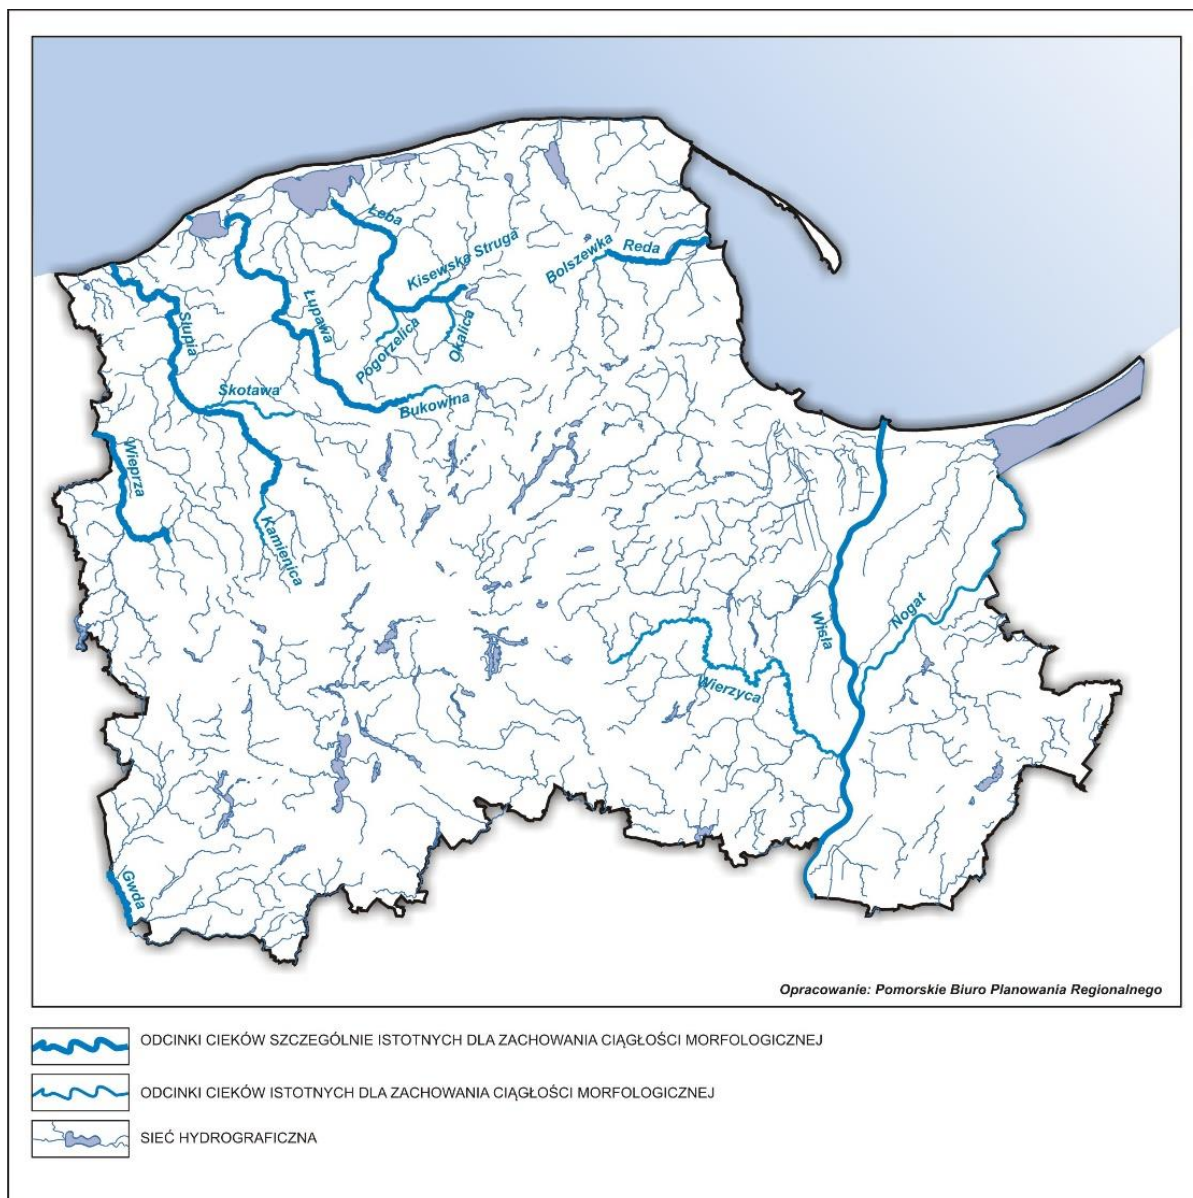 Łeba
Kisewska Struga
Bolszewka
Reda
Słupia
Łupawa
Pogorzelica
Okalica
Skotawa
Bukowina
Wieprza
Kamienica
Wisła
Nogat
Wierzyca
Gwda
Opracowanie: Pomorskie Biuro Planowania Regionalnego
ODCINKI CIEKÓW SZCZEGÓLNIE ISTOTNYCH DLA ZACHOWANIA CIĄGŁOŚCI MORFOLOGICZNEJ
ODCINKI CIEKÓW ISTOTNYCH DLA ZACHOWANIA CIĄGŁOŚCI MORFOLOGICZNEJ
SIEĆ HYDROGRAFICZNA